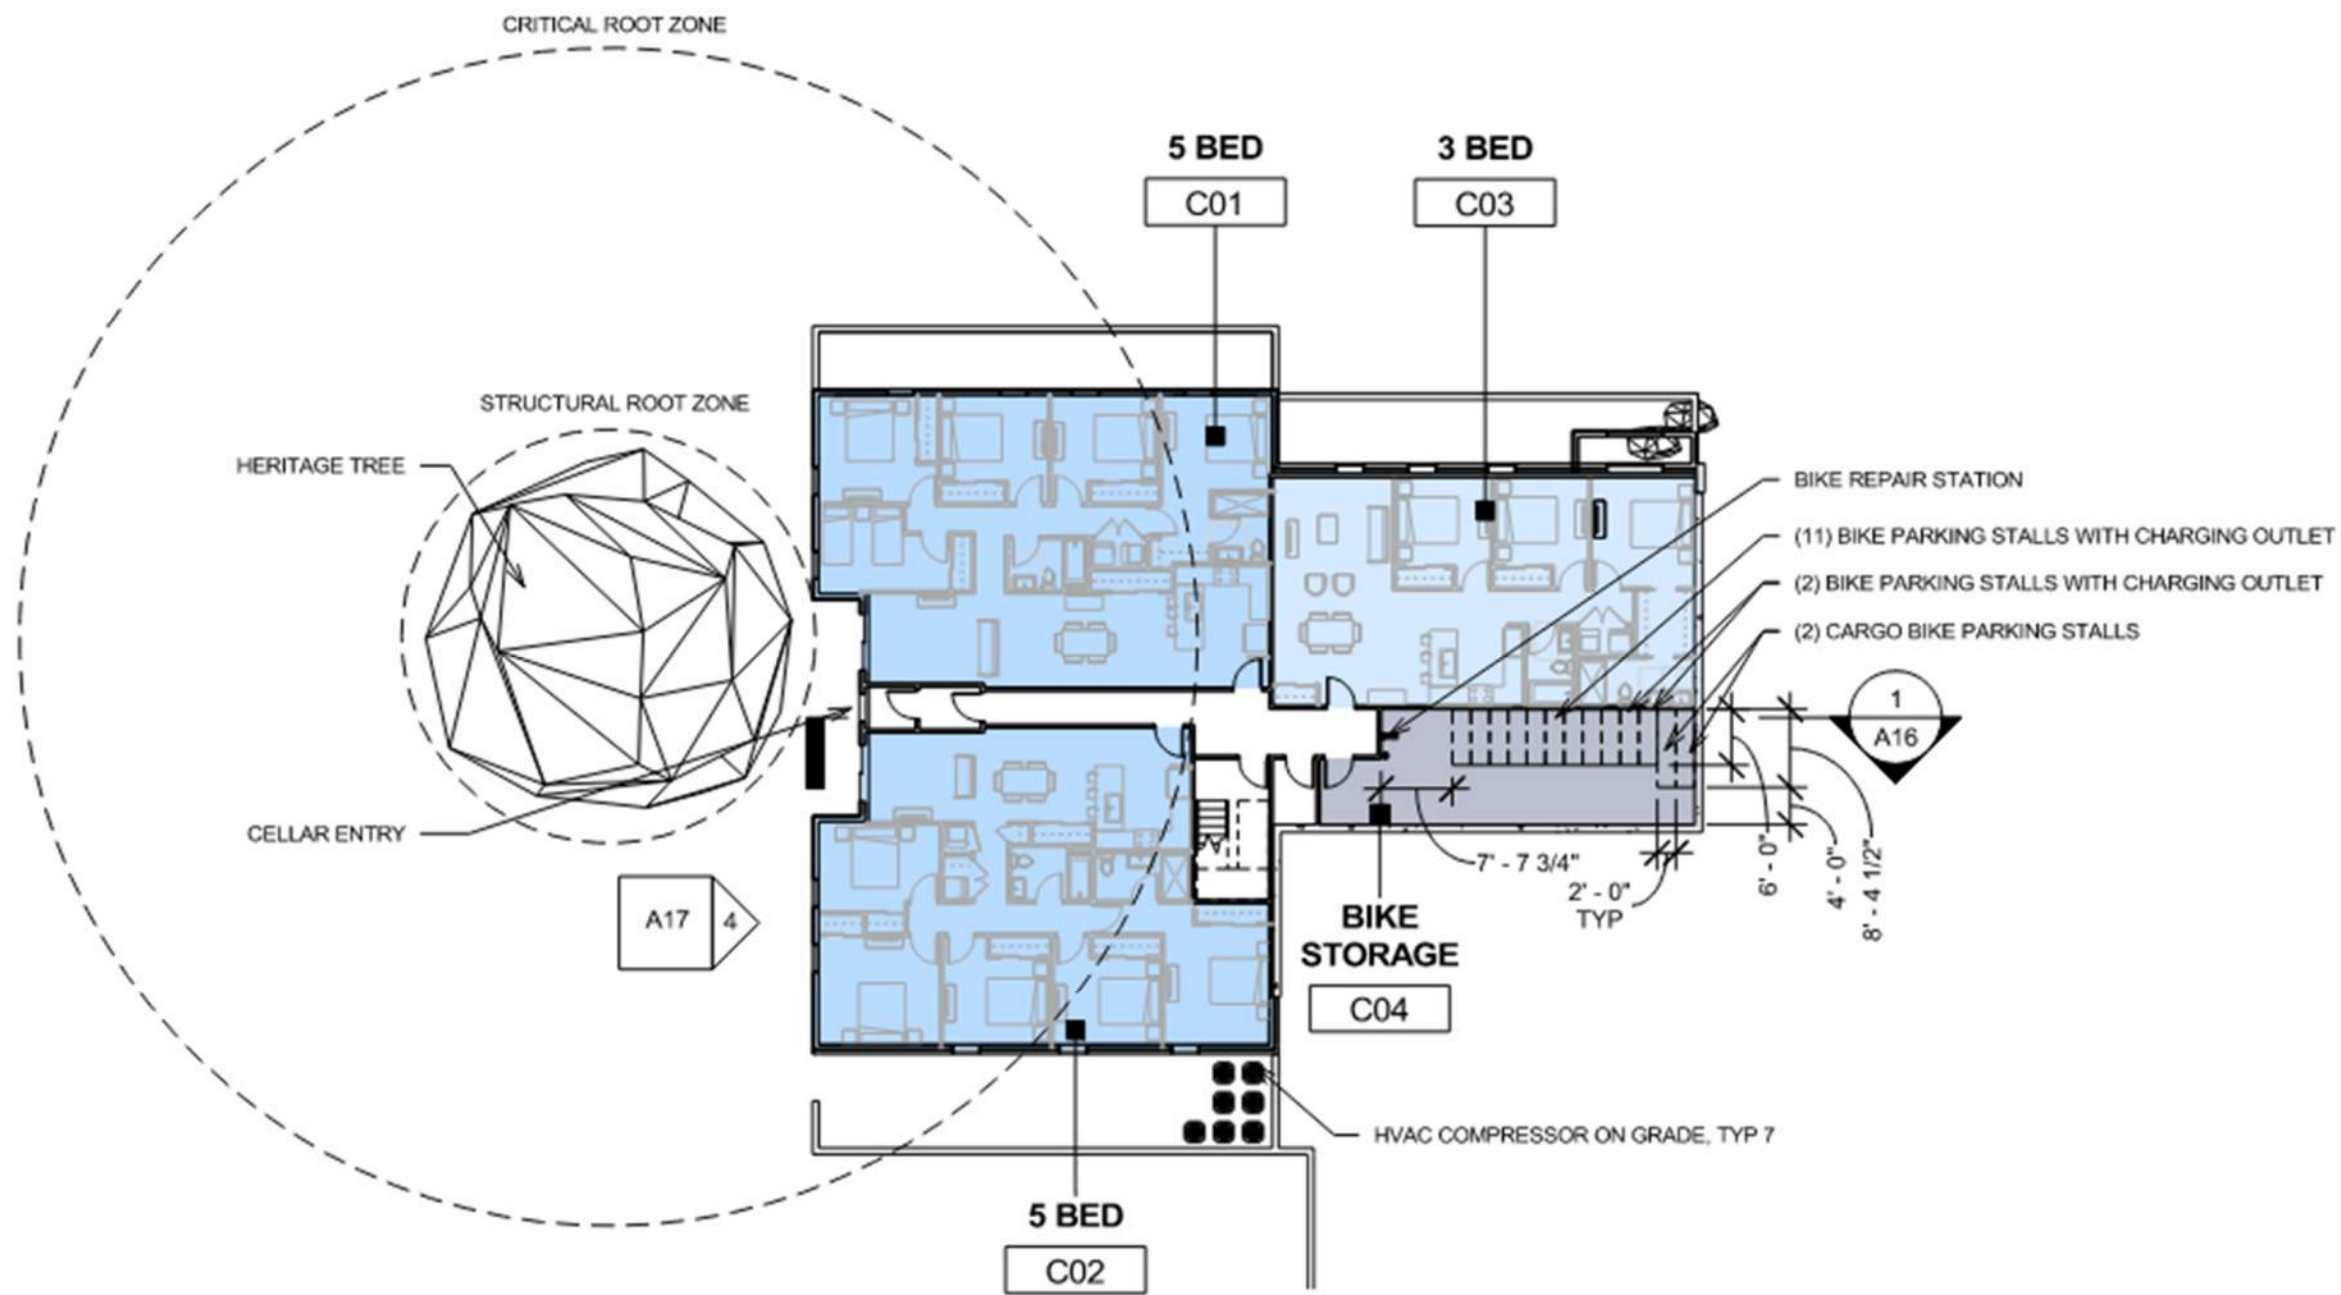 CRITICAL ROOT ZONE
5 BED
C01
3 BED
C03
STRUCTURAL ROOT ZONE
HERITAGE TREE
BIKE REPAIR STATION
(11) BIKE PARKING STALLS WITH CHARGING OUTLET
(2) BIKE PARKING STALLS WITH CHARGING OUTLET
(2) CARGO BIKE PARKING STALLS
1
A16
CELLAR ENTRY
7' - 7 3/4"
2' - 0"
TYP
6' - 0"
4' - 0"
8' - 4 1/2"
A17
4
BIKE
STORAGE
C04
HVAC COMPRESSOR ON GRADE, TYP 7
5 BED
C02